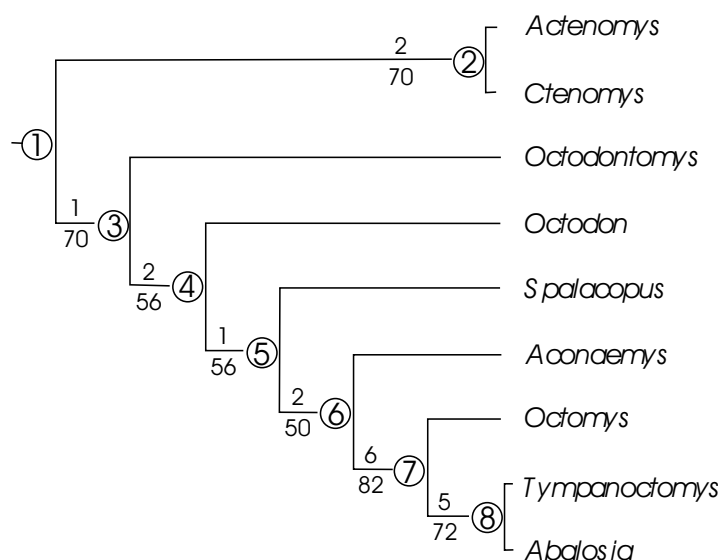 Actenomys
2
②
70
Ctenomys
①
Octodontomys
1
③
70
Octodon
2
④
56
Spalacopus
1
⑤
56
Aconaemys
2
⑥
50
Octomys
6
⑦
82
Tympanoctomys
5
⑧
72
Abalosia